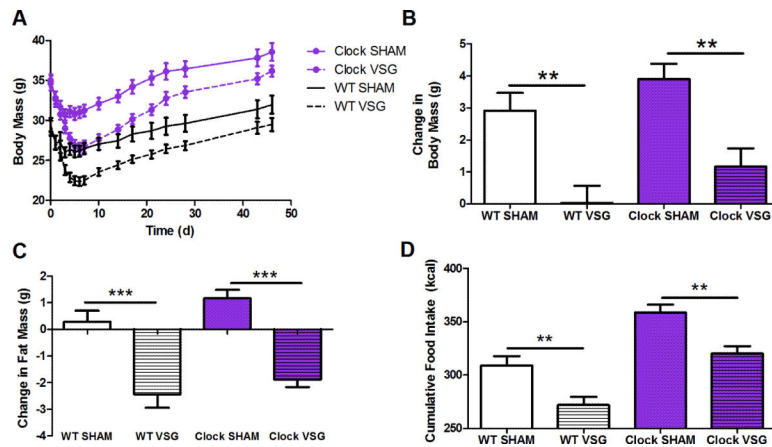 A
40
35
30
25
20
Body Mass (g)
0 10 20 30 40 50
Time (d)
Clock SHAM
Clock VSG
WT SHAM
WT VSG
B
5
4
3
2
1
0
Change in
Body Mass (g)
**
**
WT SHAM WT VSG Clock SHAM Clock VSG
C
2
1
0
-1
-2
-3
-4
Change in Fat Mass (g)
***
***
WT SHAM WT VSG Clock SHAM Clock VSG
D
400
350
300
250
Cumulative Food Intake (kcal)
**
**
WT SHAM WT VSG Clock SHAM Clock VSG